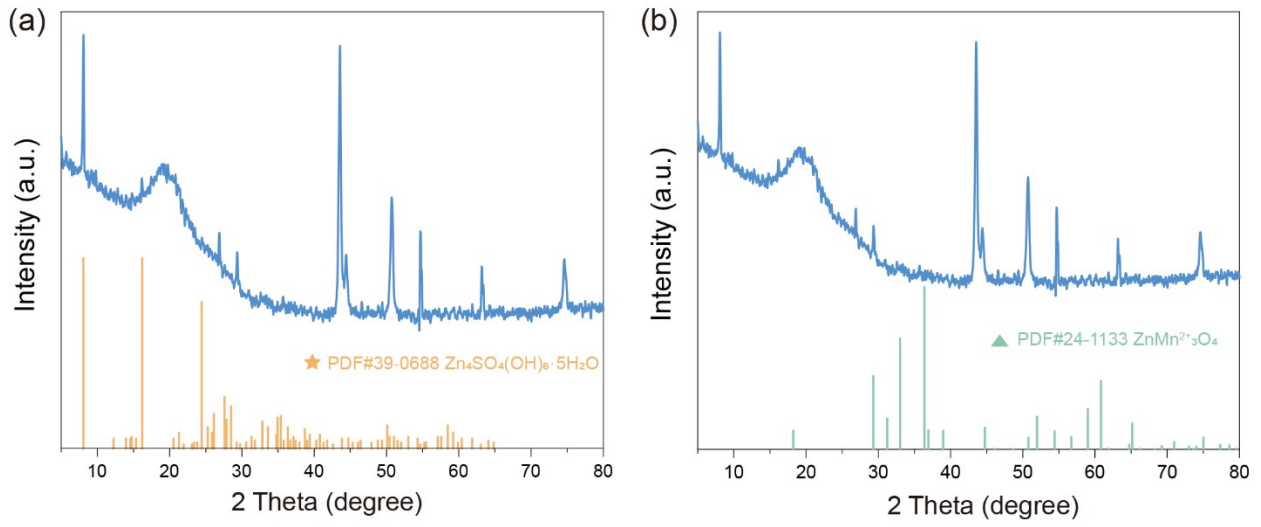 (a)
Intensity (a.u.)
★ PDF#39-0688 Zn₄SO₄(OH)₆·5H₂O
10 20 30 40 50 60 70 80
2 Theta (degree)
(b)
Intensity (a.u.)
▲ PDF#24-1133 ZnMn²⁺₃O₄
10 20 30 40 50 60 70 80
2 Theta (degree)